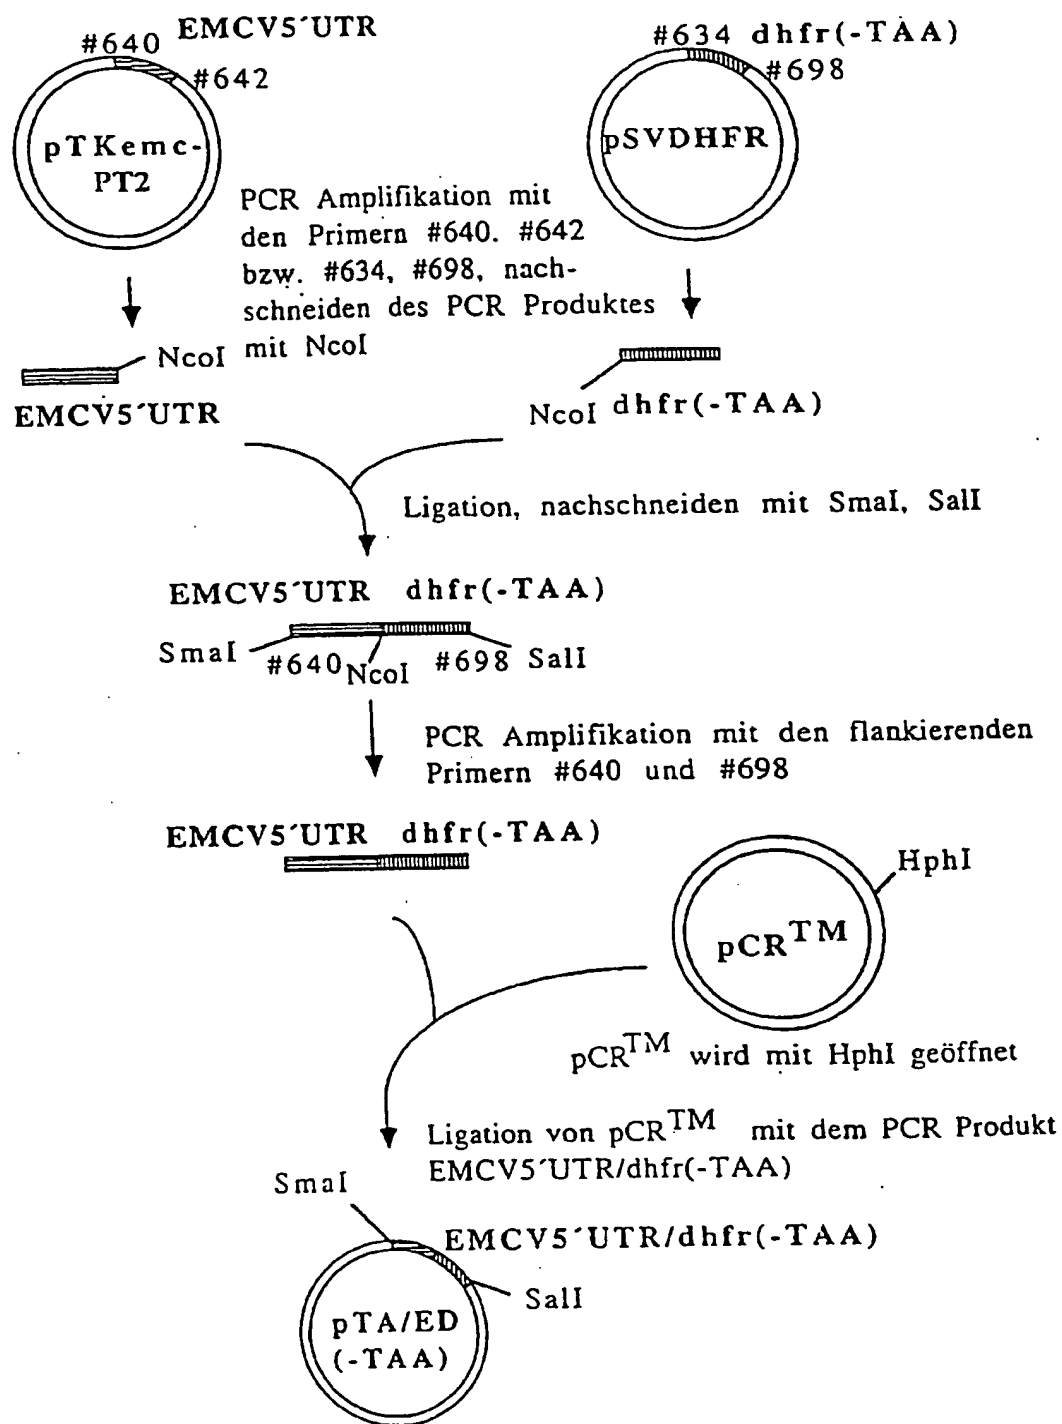 #640 EMCV5´UTR
#642
pTKemc-
PT2
#634 dhfr(-TAA)
#698
pSVDHFR
PCR Amplifikation mit
den Primern #640. #642
bzw. #634, #698, nach-
schneiden des PCR Produktes
mit NcoI
NcoI
EMCV5´UTR
NcoI dhfr(-TAA)
Ligation, nachschneiden mit SmaI, SalI
EMCV5´UTR dhfr(-TAA)
SmaI #640 NcoI #698 SalI
PCR Amplifikation mit den flankierenden
Primern #640 und #698
EMCV5´UTR dhfr(-TAA)
HphI
pCR™
pCR™ wird mit HphI geöffnet
Ligation von pCR™ mit dem PCR Produkt
EMCV5´UTR/dhfr(-TAA)
SmaI
EMCV5´UTR/dhfr(-TAA)
SalI
pTA/ED
(-TAA)